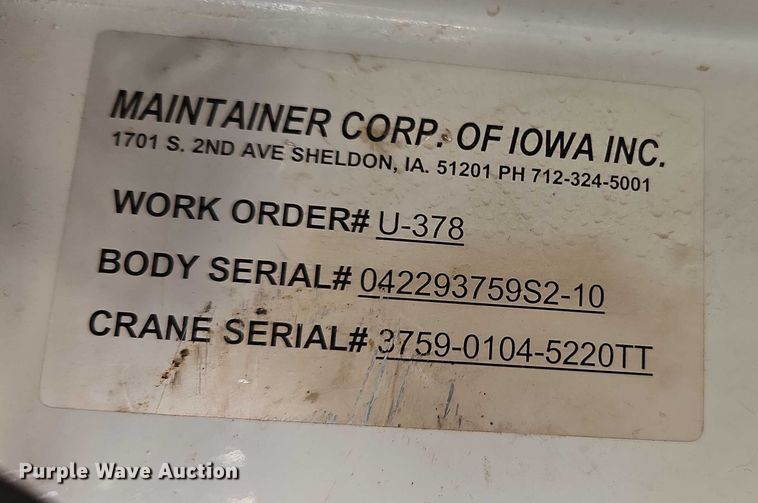 MAINTAINER CORP. OF IOWA INC.
1701 S. 2ND AVE SHELDON, IA. 51201 PH 712-324-5001
WORK ORDER# U-378
BODY SERIAL# 042293759S2-10
CRANE SERIAL# 3759-0104-5220TT
Purple Wave Auction